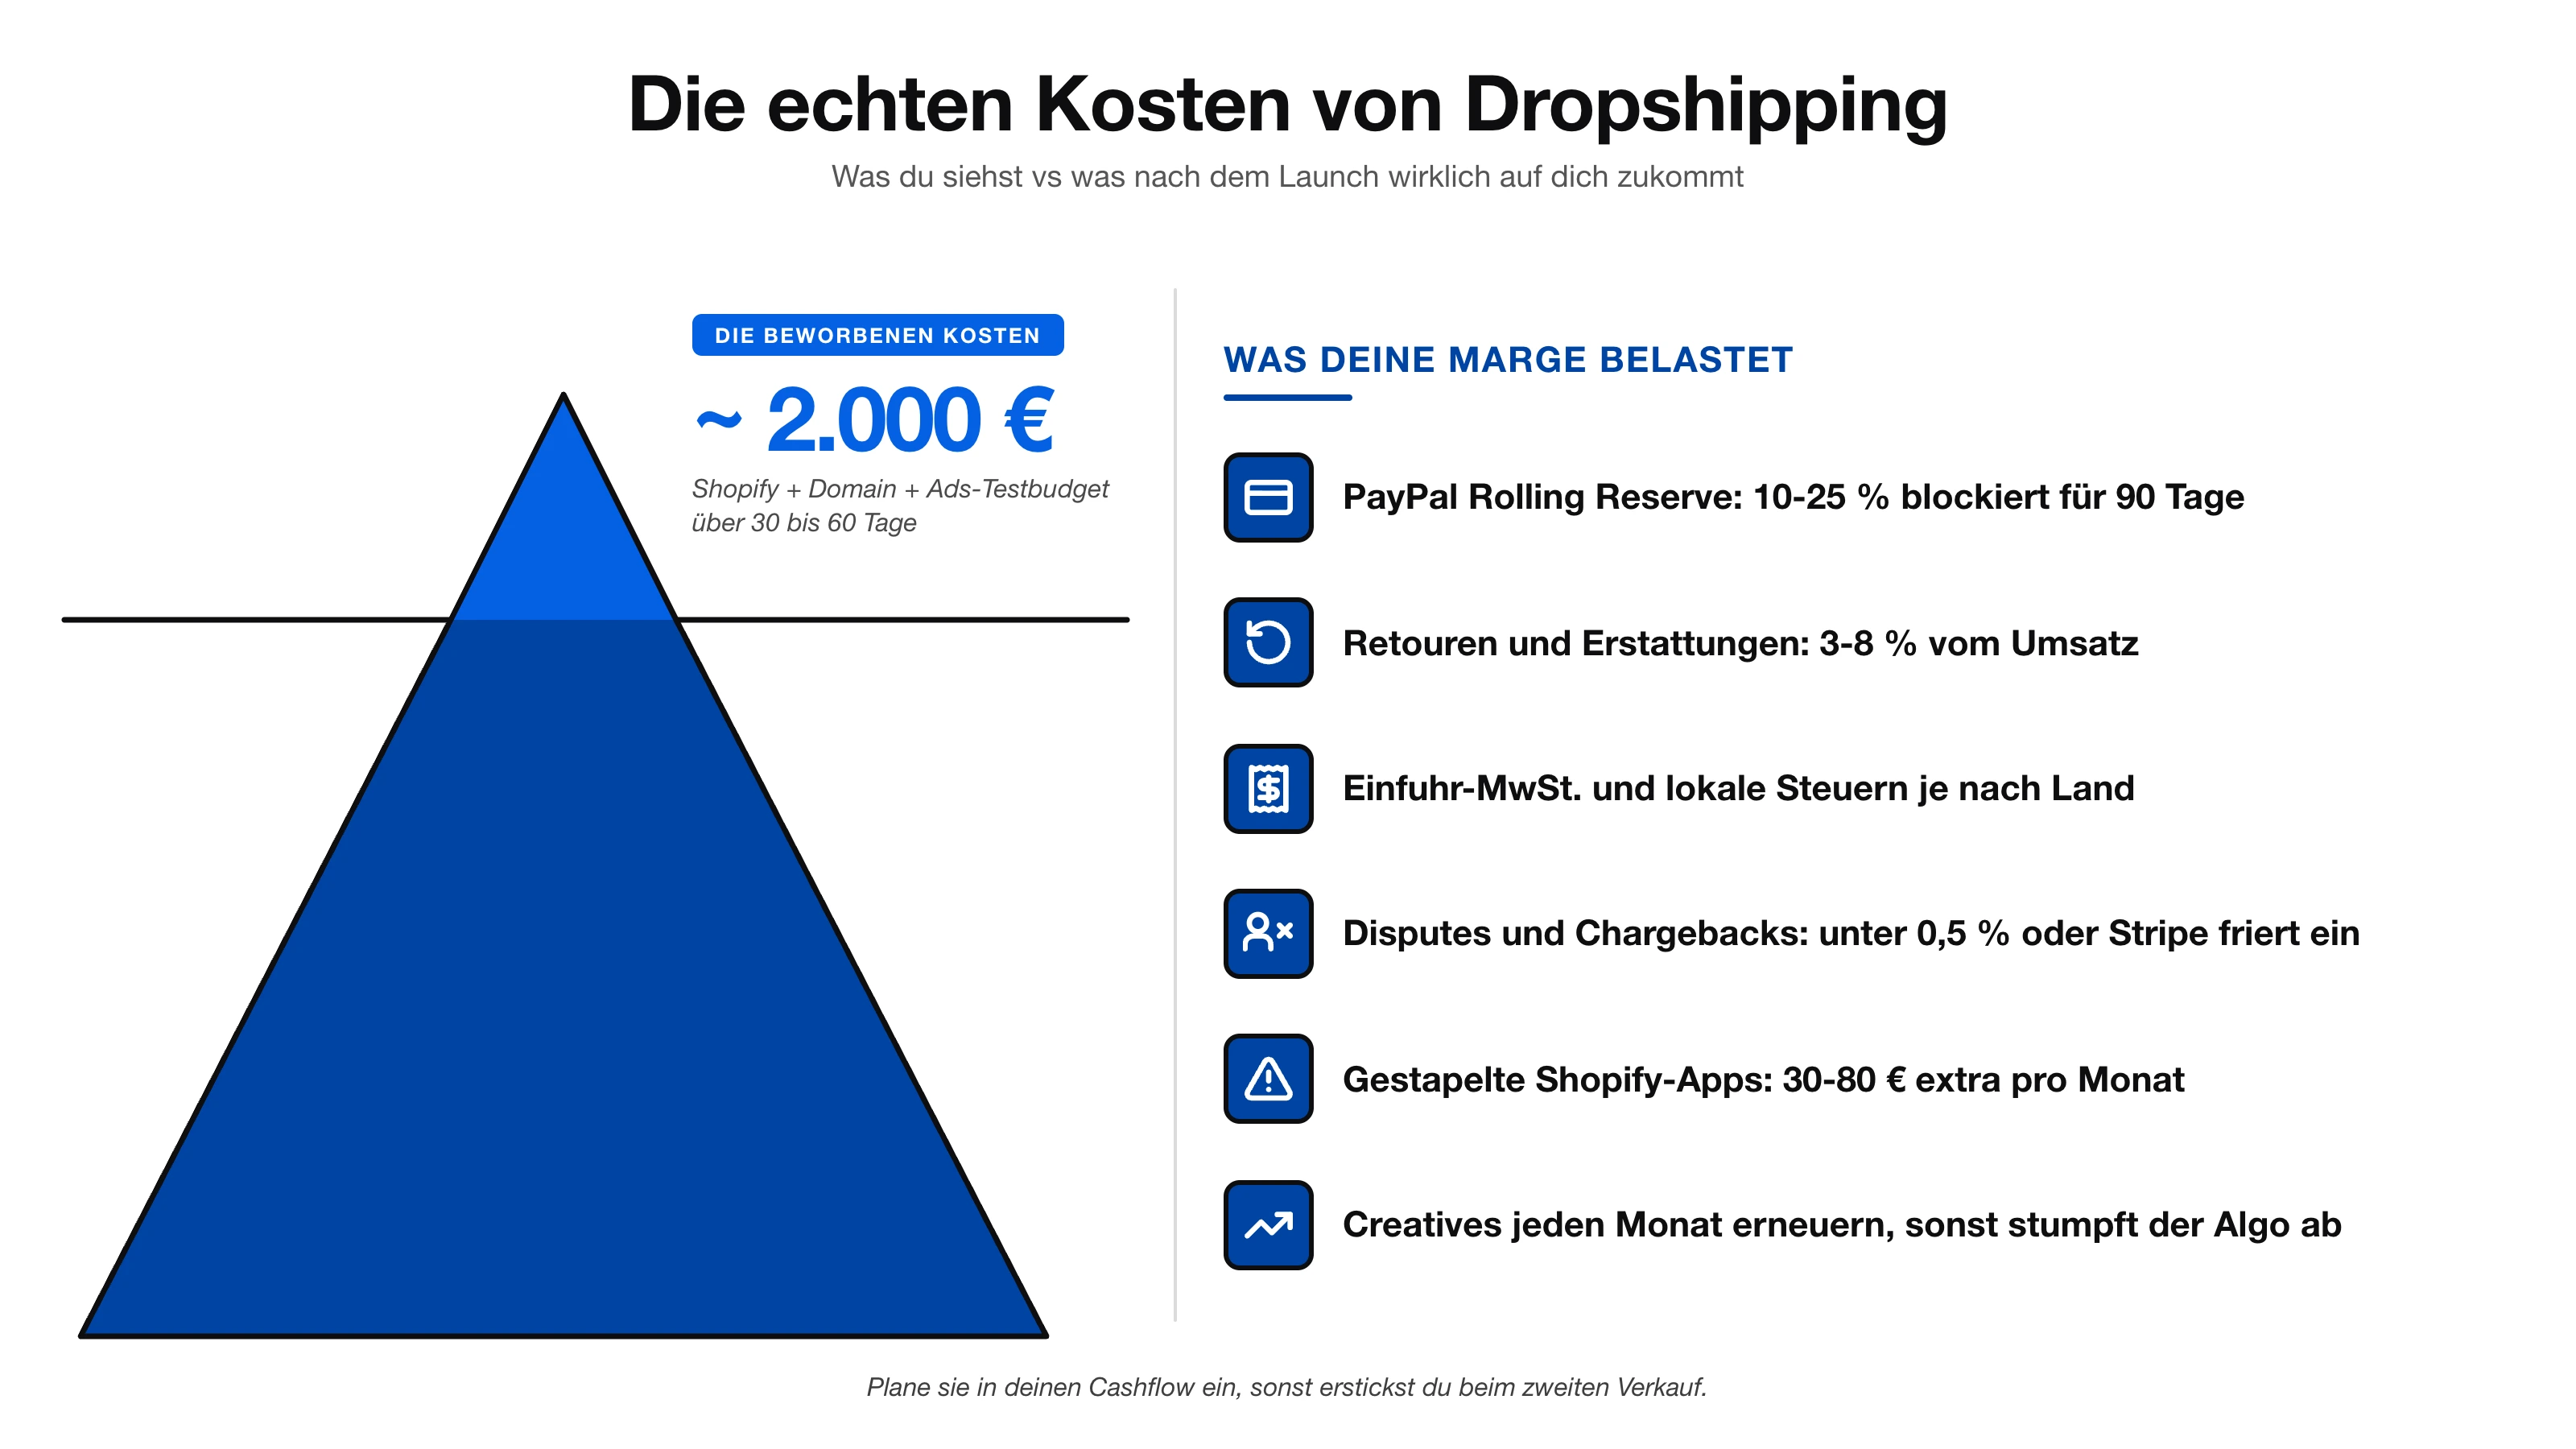 Die echten Kosten von Dropshipping
Was du siehst vs was nach dem Launch wirklich auf dich zukommt
DIE BEWORBENEN KOSTEN
~ 2.000 €
Shopify + Domain + Ads-Testbudget
über 30 bis 60 Tage
WAS DEINE MARGE BELASTET
PayPal Rolling Reserve: 10-25 % blockiert für 90 Tage
Retouren und Erstattungen: 3-8 % vom Umsatz
Einfuhr-MwSt. und lokale Steuern je nach Land
Disputes und Chargebacks: unter 0,5 % oder Stripe friert ein
Gestapelte Shopify-Apps: 30-80 € extra pro Monat
Creatives jeden Monat erneuern, sonst stumpft der Algo ab
Plane sie in deinen Cashflow ein, sonst erstickst du beim zweiten Verkauf.